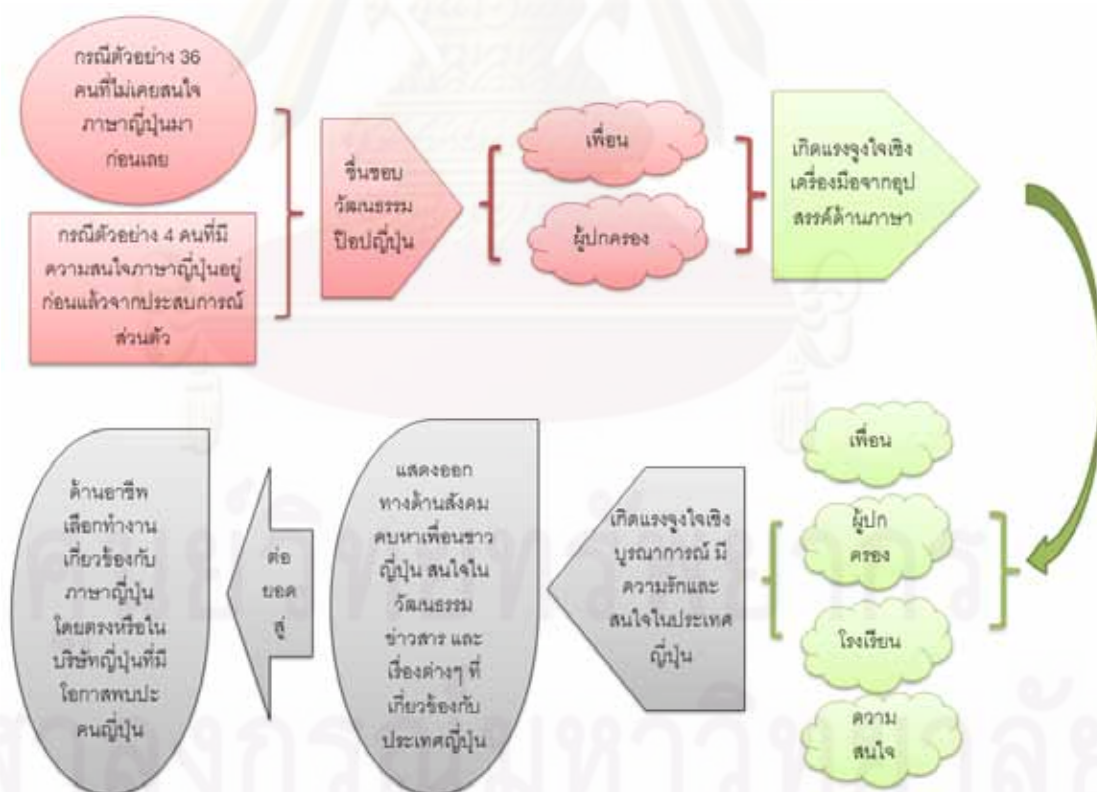 กรณีตัวอย่าง 36
คนที่ไม่เคยสนใจ
ภาษาญี่ปุ่นมา
ก่อนเลย
กรณีตัวอย่าง 4 คนที่มี
ความสนใจภาษาญี่ปุ่นอยู่
ก่อนแล้วจากประสบการณ์
ส่วนตัว
ชื่นชอบ
วัฒนธรรม
ป๊อปญี่ปุ่น
เพื่อน
ผู้ปกครอง
เกิดแรงจูงใจเชิง
เครื่องมือจากอุป
สรรค์ด้านภาษา
เพื่อน
ผู้ปก
ครอง
โรงเรียน
ความ
สนใจ
เกิดแรงจูงใจเชิง
บูรณาการณ์ มี
ความรักและ
สนใจในประเทศ
ญี่ปุ่น
แสดงออก
ทางด้านสังคม
คบหาเพื่อนชาว
ญี่ปุ่น สนใจใน
วัฒนธรรม
ข่าวสาร และ
เรื่องต่างๆ ที่
เกี่ยวข้องกับ
ประเทศญี่ปุ่น
ต่อ
ยอด
สู่
ด้านอาชีพ
เลือกทำงาน
เกี่ยวข้องกับ
ภาษาญี่ปุ่น
โดยตรงหรือใน
บริษัทญี่ปุ่นที่มี
โอกาสพบปะ
คนญี่ปุ่น